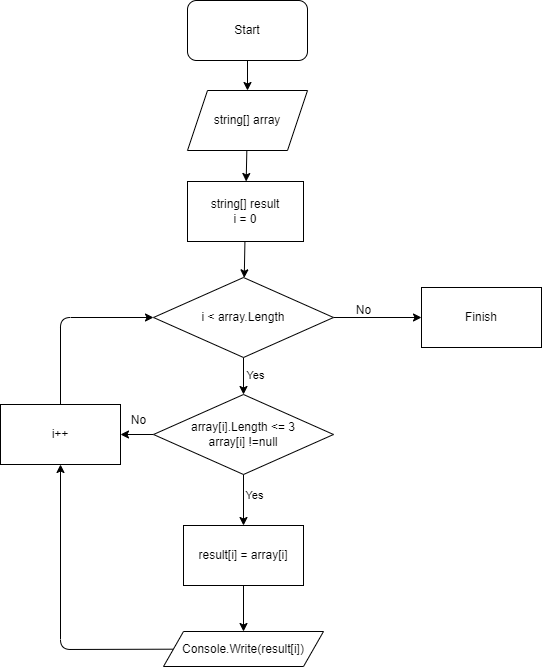 Start
string[] array
string[] result
i = 0
i < array.Length
No
Finish
Yes
array[i].Length <= 3
array[i] !=null
No
i++
Yes
result[i] = array[i]
Console.Write(result[i])